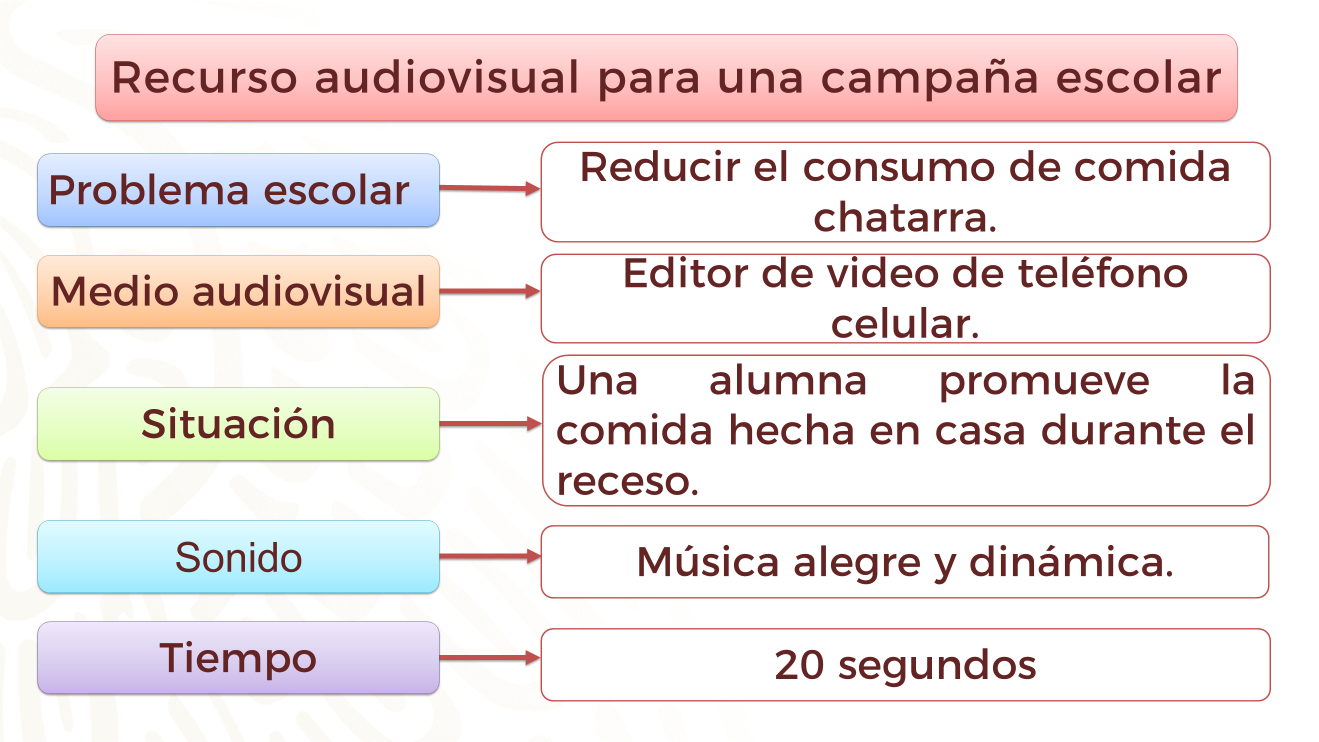 Recurso audiovisual para una campaña escolar
Problema escolar
Reducir el consumo de comida
chatarra.
Medio audiovisual
Editor de video de teléfono
celular.
Situación
Una alumna promueve la
comida hecha en casa durante el
receso.
Sonido
Música alegre y dinámica.
Tiempo
20 segundos